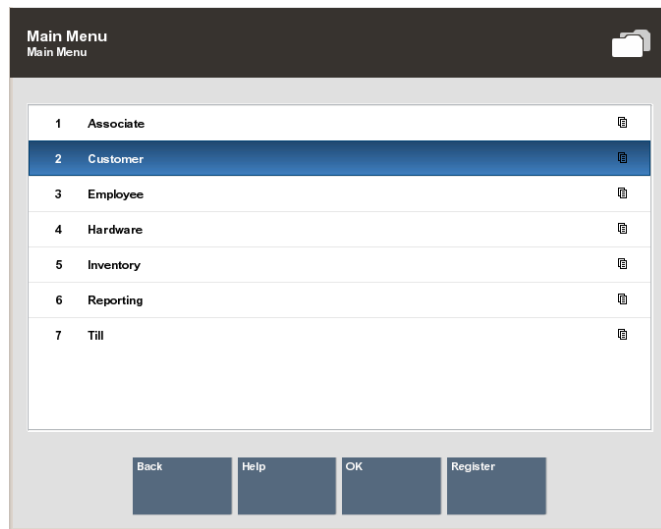 Main Menu
Main Menu
1 Associate
2 Customer
3 Employee
4 Hardware
5 Inventory
6 Reporting
7 Till
Back Help OK Register